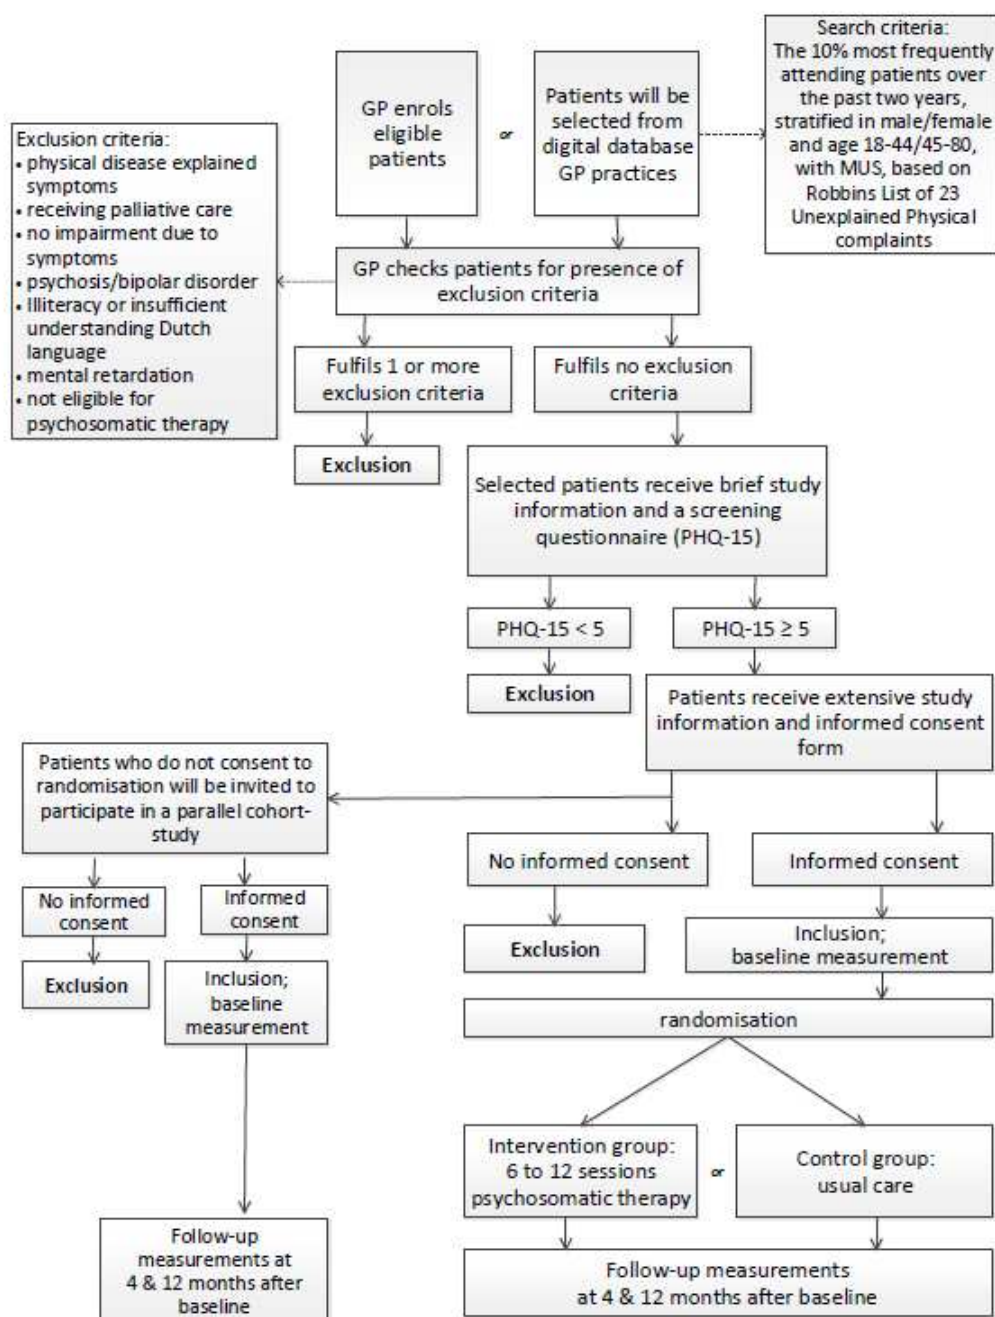 GP enrols
eligible
patients
or
Patients will be
selected from
digital database
GP practices
Search criteria:
The 10% most frequently
attending patients over
the past two years,
stratified in male/female
and age 18-44/45-80,
with MUS, based on
Robbins List of 23
Unexplained Physical
complaints
Exclusion criteria:
• physical disease explained
symptoms
• receiving palliative care
• no impairment due to
symptoms
• psychosis/bipolar disorder
• Illiteracy or insufficient
understanding Dutch
language
• mental retardation
• not eligible for
psychosomatic therapy
GP checks patients for presence of
exclusion criteria
Fulfils 1 or more
exclusion criteria
Fulfils no exclusion
criteria
Exclusion
Selected patients receive brief study
information and a screening
questionnaire (PHQ-15)
PHQ-15 < 5
PHQ-15 ≥ 5
Exclusion
Patients receive extensive study
information and informed consent
form
Patients who do not consent to
randomisation will be invited to
participate in a parallel cohort-
study
No informed consent
Informed consent
No informed
consent
Informed
consent
Exclusion
Inclusion;
baseline measurement
Exclusion
Inclusion;
baseline
measurement
randomisation
Intervention group:
6 to 12 sessions
psychosomatic therapy
or
Control group:
usual care
Follow-up
measurements at
4 & 12 months after
baseline
Follow-up measurements
at 4 & 12 months after baseline